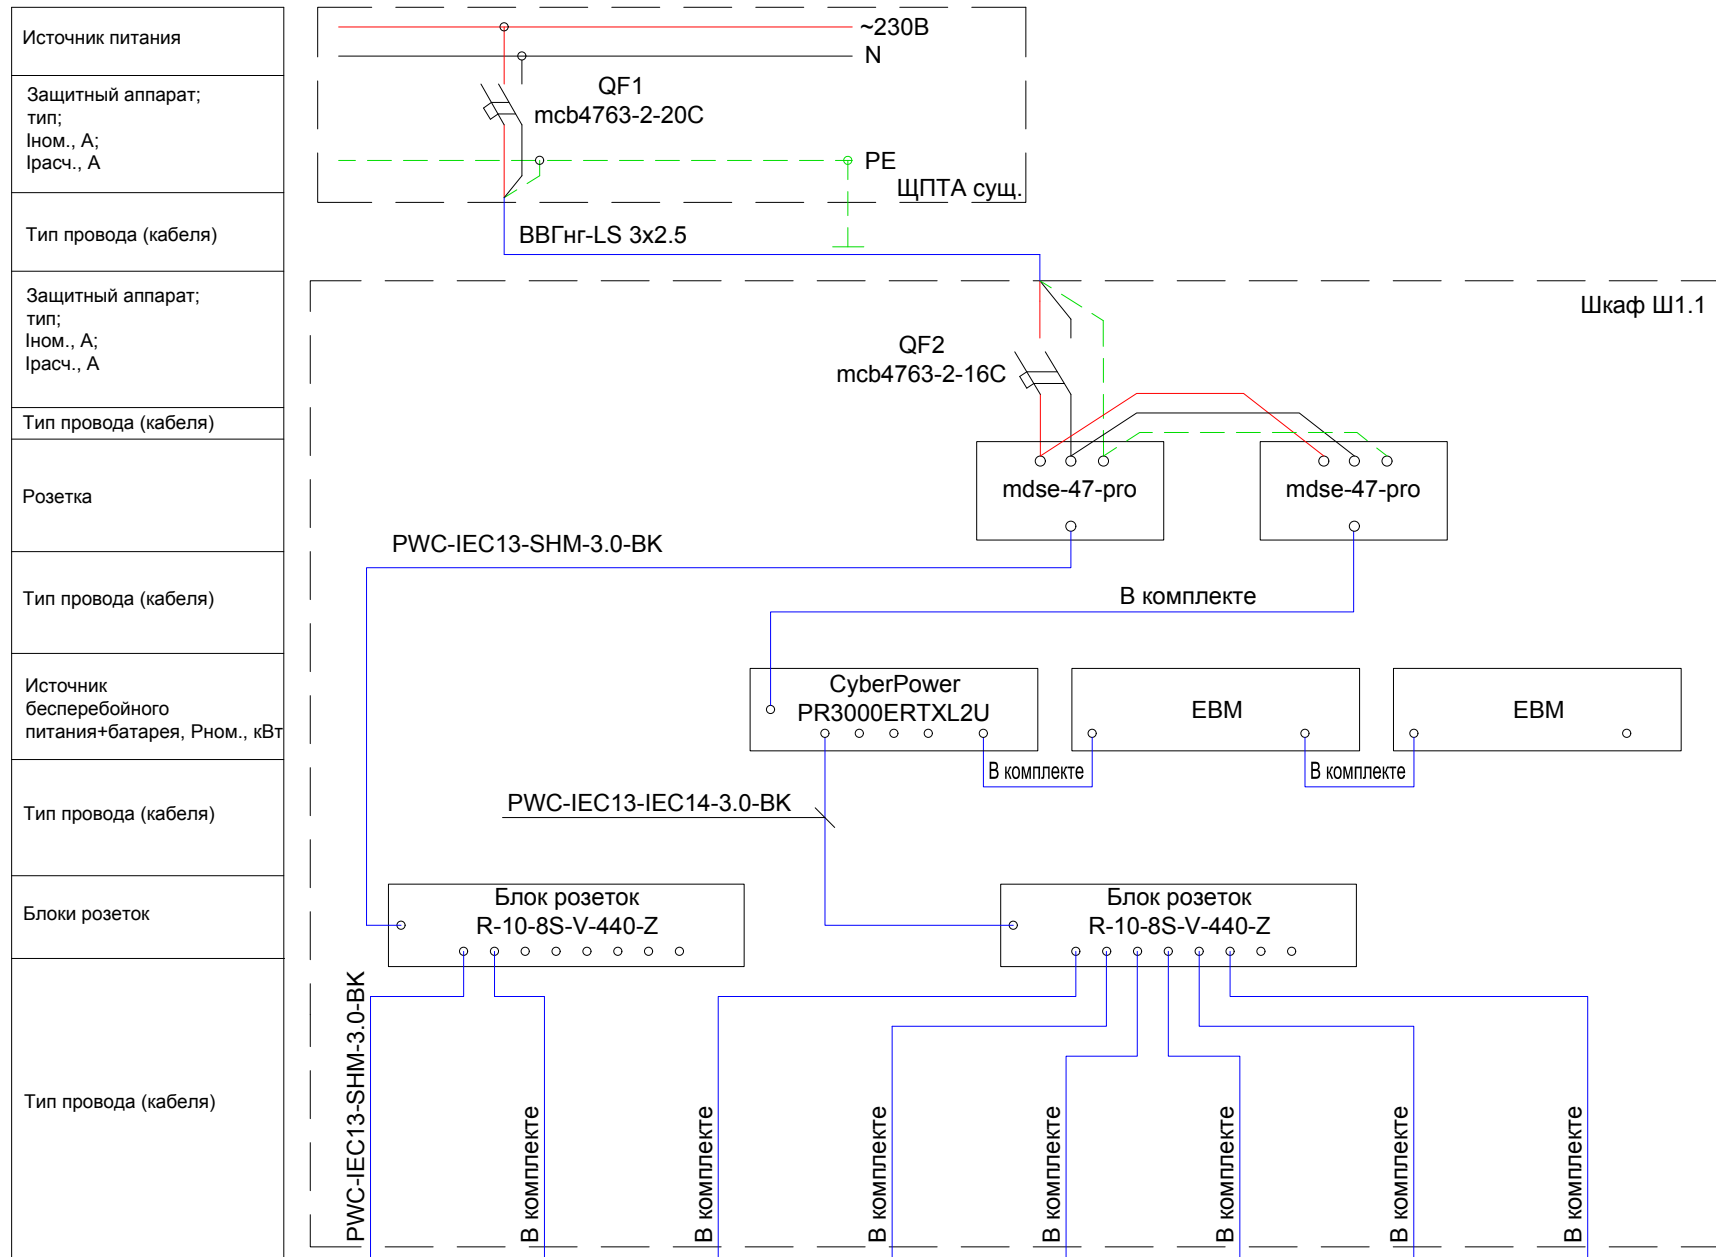 Источник питания
Защитный аппарат;
тип;
Iном., А;
Iрасч., А
Тип провода (кабеля)
Защитный аппарат;
тип;
Iном., А;
Iрасч., А
Тип провода (кабеля)
Розетка
Тип провода (кабеля)
Источник
бесперебойного
питания+батарея, Рном., кВт
Тип провода (кабеля)
Блоки розеток
Тип провода (кабеля)
~230В
N
QF1
mcb4763-2-20C
PE
ЩПТА сущ.
ВВГнг-LS 3x2.5
Шкаф Ш1.1
QF2
mcb4763-2-16C
mdse-47-pro
mdse-47-pro
PWC-IEC13-SHM-3.0-BK
В комплекте
CyberPower
PR3000ERTXL2U
EBM
EBM
В комплекте
В комплекте
PWC-IEC13-IEC14-3.0-BK
Блок розеток
R-10-8S-V-440-Z
Блок розеток
R-10-8S-V-440-Z
PWC-IEC13-SHM-3.0-BK
В комплекте
В комплекте
В комплекте
В комплекте
В комплекте
В комплекте
В комплекте